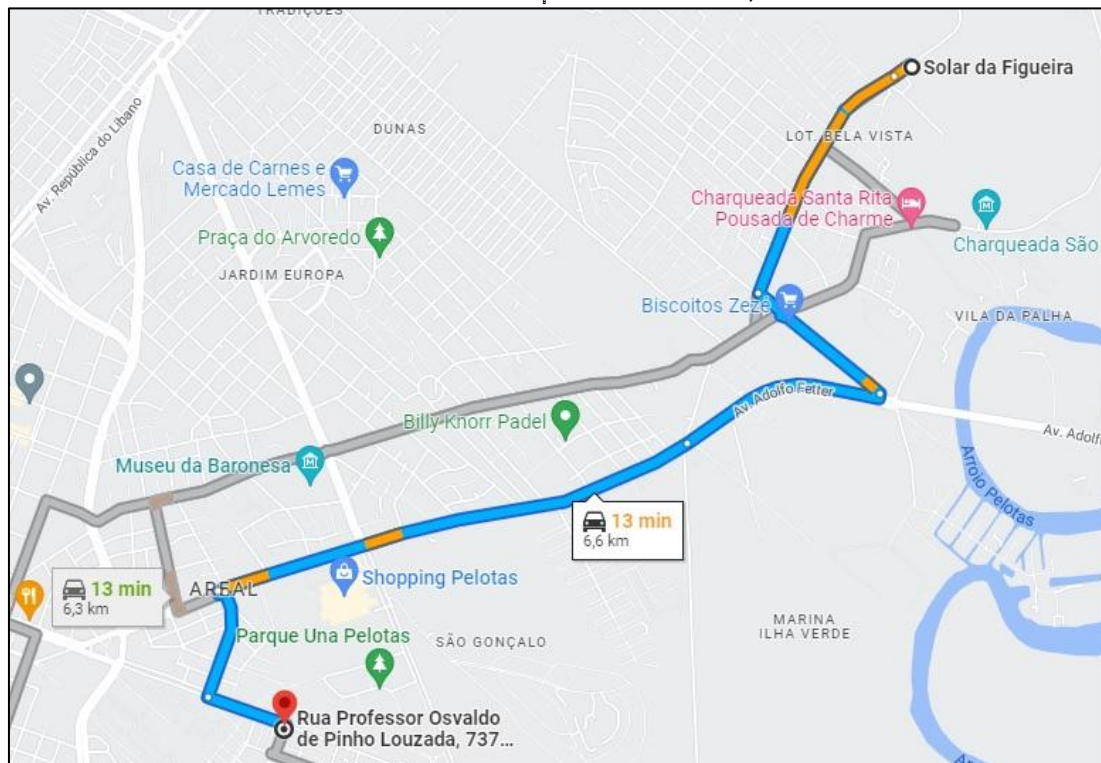 TRADIÇÕES
Solar da Figueira
Av. República do Líbano
DUNAS
LOT. BELA VISTA
Casa de Carnes e
Mercado Lemes
Charqueada Santa Rita
Pousada de Charme
Praça do Arvoredo
Charqueada São
JARDIM EUROPA
Biscoitos Zezé
VILA DA PALHA
Av. Adolfo Fetter
Billy Knorr Padel
Av. Adolf
Museu da Baronesa
Arroio Pelotas
13 min
6,6 km
Shopping Pelotas
AREAL
13 min
6,3 km
MARINA
ILHA VERDE
Parque Una Pelotas
SÃO GONÇALO
Rua Professor Osvaldo
de Pinho Louzada, 737...